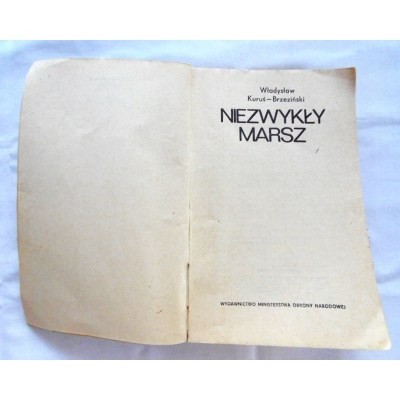 Władysław
Kuruś—Brzeziński
NIEZWYKŁY
MARSZ
WYDAWNICTWO MINISTERSTWA OBRONY NARODOWEJ